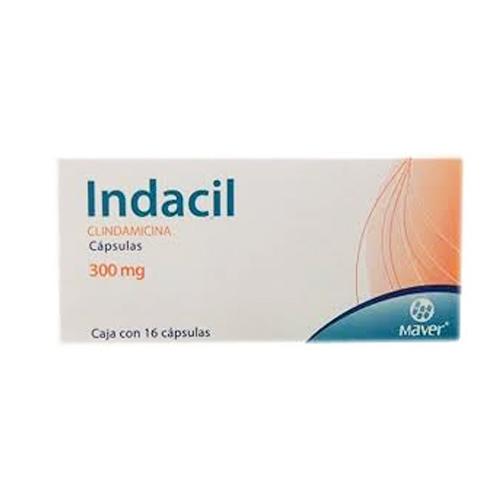 Indacil
CLINDAMICINA
Cápsulas
300 mg
Caja con 16 cápsulas
Maver®